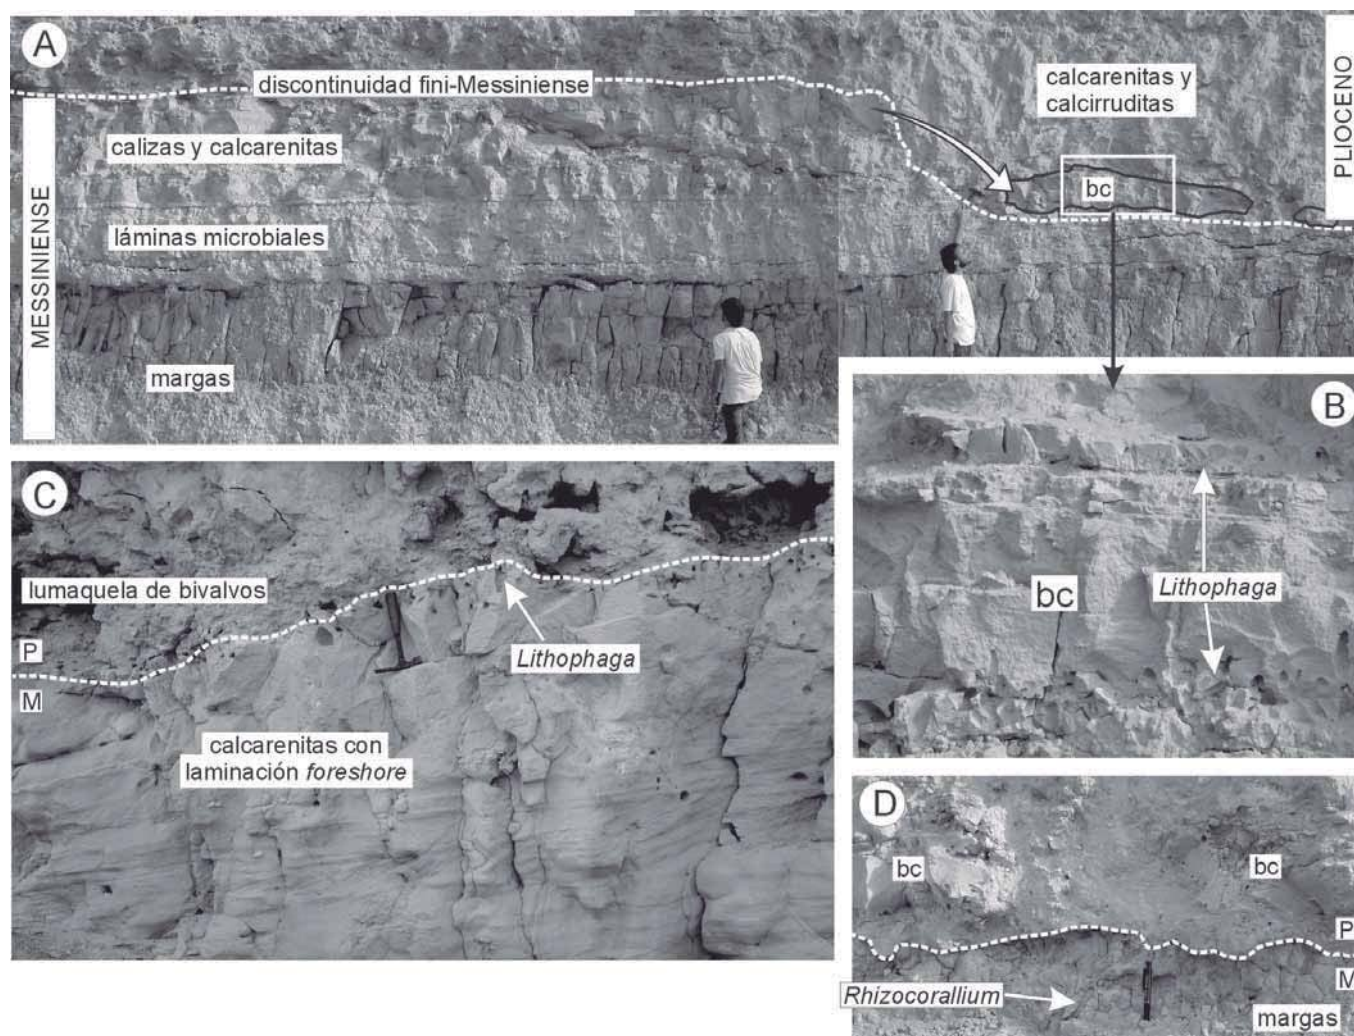 A
discontinuidad fini-Messiniense
calcarenitas y
calcirruditas
PLIOCENO
calizas y calcarenitas
bc
MESSINIENSE
láminas microbiales
margas
B
Lithophaga
bc
C
lumaquela de bivalvos
Lithophaga
P
M
calcarenitas con
laminación foreshore
D
bc
bc
P
M
Rhizocorallium
margas